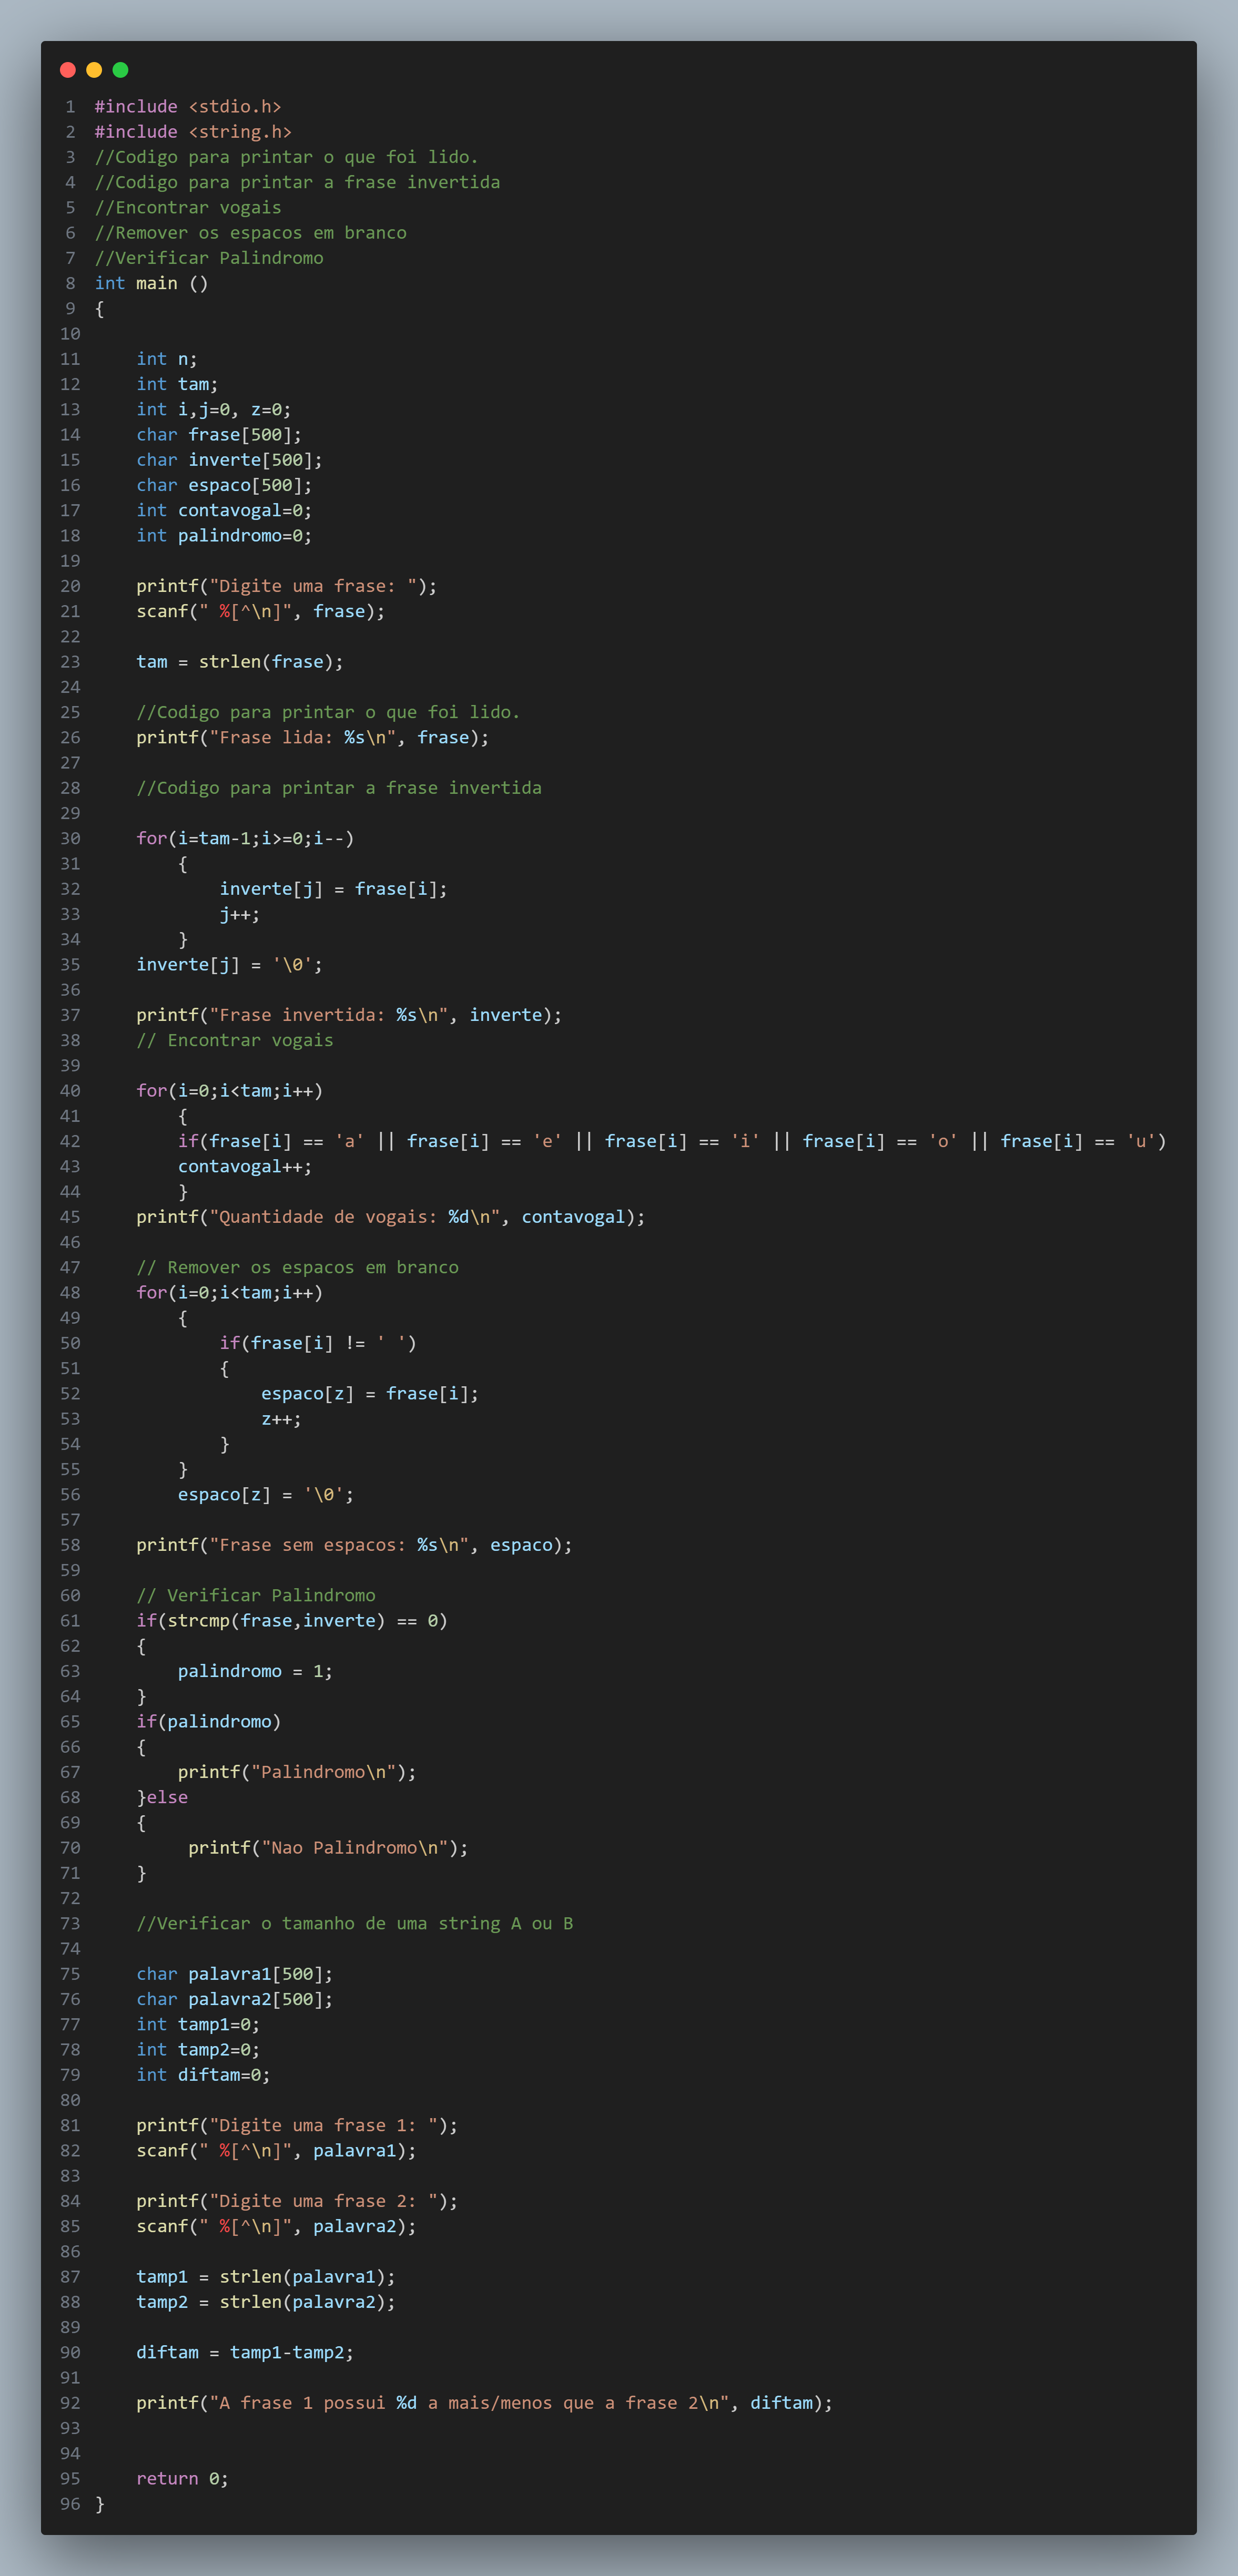 1 #include <stdio.h>
2 #include <string.h>
3 //Codigo para printar o que foi lido.
4 //Codigo para printar a frase invertida
5 //Encontrar vogais
6 //Remover os espacos em branco
7 //Verificar Palindromo
8 int main ()
9 {
10
11     int n;
12     int tam;
13     int i,j=0, z=0;
14     char frase[500];
15     char inverte[500];
16     char espaco[500];
17     int contavogal=0;
18     int palindromo=0;
19
20     printf("Digite uma frase: ");
21     scanf(" %[^\n]", frase);
22
23     tam = strlen(frase);
24
25     //Codigo para printar o que foi lido.
26     printf("Frase lida: %s\n", frase);
27
28     //Codigo para printar a frase invertida
29
30     for(i=tam-1;i>=0;i--)
31         {
32             inverte[j] = frase[i];
33             j++;
34         }
35     inverte[j] = '\0';
36
37     printf("Frase invertida: %s\n", inverte);
38     // Encontrar vogais
39
40     for(i=0;i<tam;i++)
41         {
42         if(frase[i] == 'a' || frase[i] == 'e' || frase[i] == 'i' || frase[i] == 'o' || frase[i] == 'u')
43         contavogal++;
44         }
45     printf("Quantidade de vogais: %d\n", contavogal);
46
47     // Remover os espacos em branco
48     for(i=0;i<tam;i++)
49         {
50             if(frase[i] != ' ')
51             {
52                 espaco[z] = frase[i];
53                 z++;
54             }
55         }
56         espaco[z] = '\0';
57
58     printf("Frase sem espacos: %s\n", espaco);
59
60     // Verificar Palindromo
61     if(strcmp(frase,inverte) == 0)
62     {
63         palindromo = 1;
64     }
65     if(palindromo)
66     {
67         printf("Palindromo\n");
68     }else
69     {
70          printf("Nao Palindromo\n");
71     }
72
73     //Verificar o tamanho de uma string A ou B
74
75     char palavra1[500];
76     char palavra2[500];
77     int tamp1=0;
78     int tamp2=0;
79     int diftam=0;
80
81     printf("Digite uma frase 1: ");
82     scanf(" %[^\n]", palavra1);
83
84     printf("Digite uma frase 2: ");
85     scanf(" %[^\n]", palavra2);
86
87     tamp1 = strlen(palavra1);
88     tamp2 = strlen(palavra2);
89
90     diftam = tamp1-tamp2;
91
92     printf("A frase 1 possui %d a mais/menos que a frase 2\n", diftam);
93
94
95     return 0;
96 }